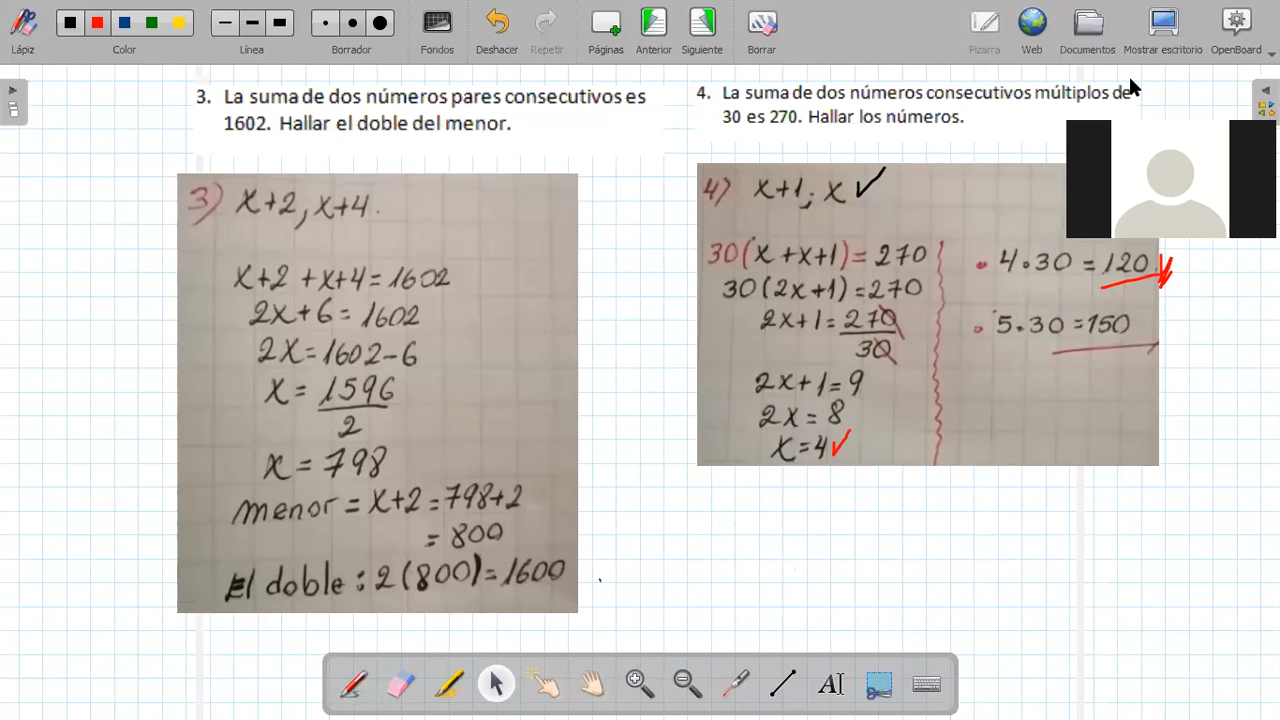 Lápiz
Color
Línea
Borrador
Fondos
Deshacer
Repetir
Páginas
Anterior
Siguiente
Borrar
Pizarra
Web
Documentos
Mostrar escritorio
OpenBoard
3. La suma de dos números pares consecutivos es
1602. Hallar el doble del menor.
3) x+2, x+4.
x+2+x+4=1602
2x+6=1602
2x=1602-6
x=1596
2
x=798
menor = x+2 = 798+2
= 800
El doble : 2(800)=1600
4. La suma de dos números consecutivos múltiplos de
30 es 270. Hallar los números.
4) x+1; x ✓
30(x+x+1)=270
30(2x+1)=270
2x+1=270
30
2x+1=9
2x=8
x=4✓
• 4.30=120
• 5.30=150
AI